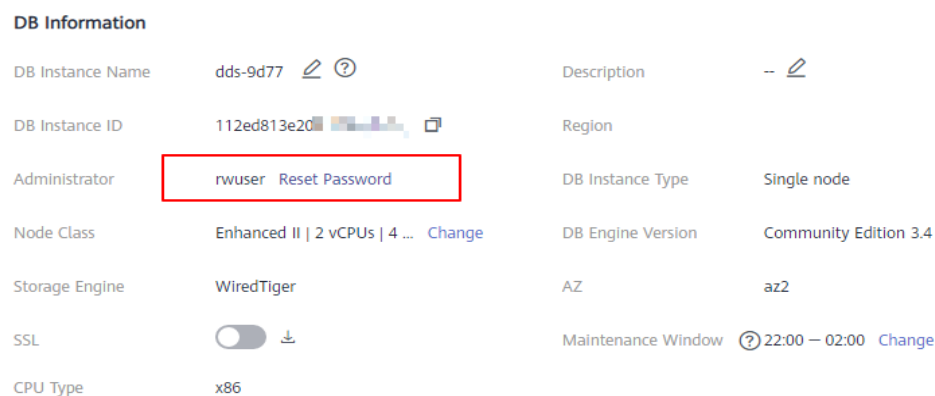 DB Information
DB Instance Name dds-9d77 Description --
DB Instance ID 112ed813e20 Region
Administrator rwuser Reset Password DB Instance Type Single node
Node Class Enhanced II | 2 vCPUs | 4 ... Change DB Engine Version Community Edition 3.4
Storage Engine WiredTiger AZ az2
SSL Maintenance Window 22:00 — 02:00 Change
CPU Type x86